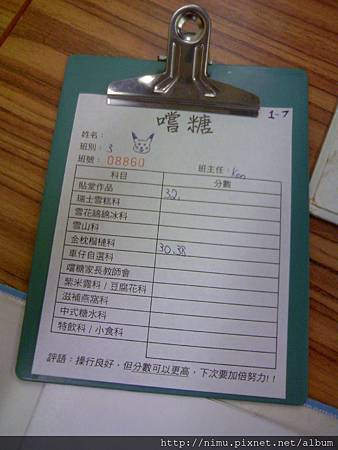 1-7
嚐糖
姓名：
班別： 3
班號： 08860
班主任： Ken
科目 分數
貼堂作品 32,
瑞士雪糕科
雪花綿綿冰科
雪山科
金枕榴槤科 30,38
車仔自選科
嚐糖家長教師會
紫米露科 / 豆腐花科
滋補燕窩科
中式糖水科
特飲科 / 小食科
評語：操行良好，但分數可以更高，下次要加倍努力!!
http://nimu.pixnet.net/album